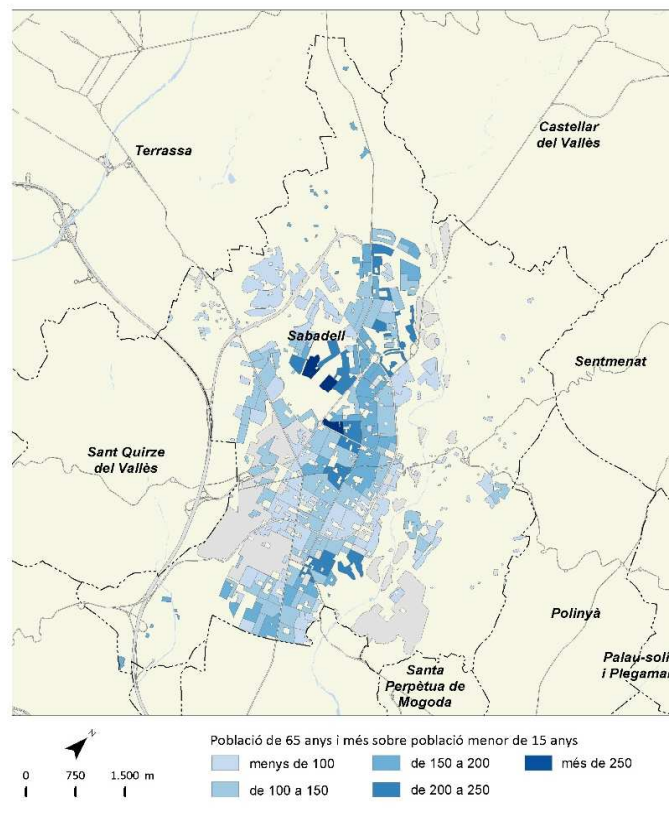 Terrassa
Castellar
del Vallès
Sabadell
Sentmenat
Sant Quirze
del Vallès
Polinyà
Santa
Perpètua de
Mogoda
Palau-soli
i Plegama
N
Població de 65 anys i més sobre població menor de 15 anys
0 750 1.500 m
menys de 100
de 150 a 200
més de 250
de 100 a 150
de 200 a 250